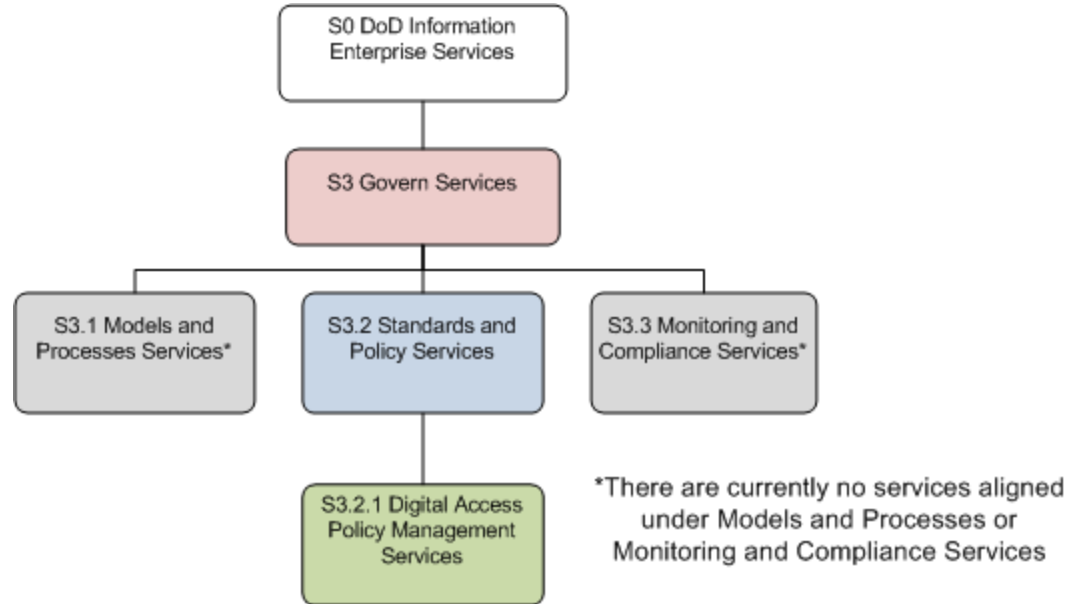 S0 DoD Information
Enterprise Services
S3 Govern Services
S3.1 Models and
Processes Services*
S3.2 Standards and
Policy Services
S3.3 Monitoring and
Compliance Services*
S3.2.1 Digital Access
Policy Management
Services
*There are currently no services aligned
under Models and Processes or
Monitoring and Compliance Services